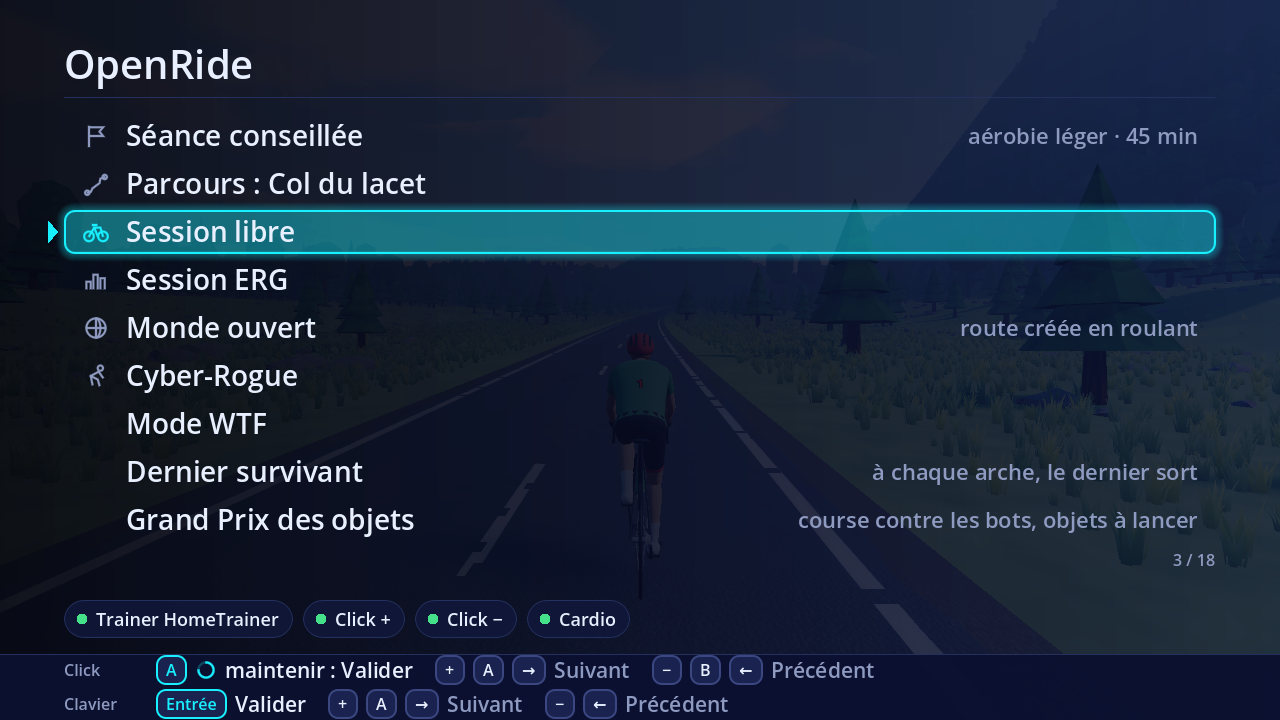 OpenRide
Séance conseillée aérobie léger · 45 min
Parcours : Col du lacet
Session libre
Session ERG
Monde ouvert route créée en roulant
Cyber-Rogue
Mode WTF
Dernier survivant à chaque arche, le dernier sort
Grand Prix des objets course contre les bots, objets à lancer
3 / 18
Trainer HomeTrainer Click + Click − Cardio
Click A maintenir : Valider + A → Suivant − B ← Précédent
Clavier Entrée Valider + A → Suivant − ← Précédent